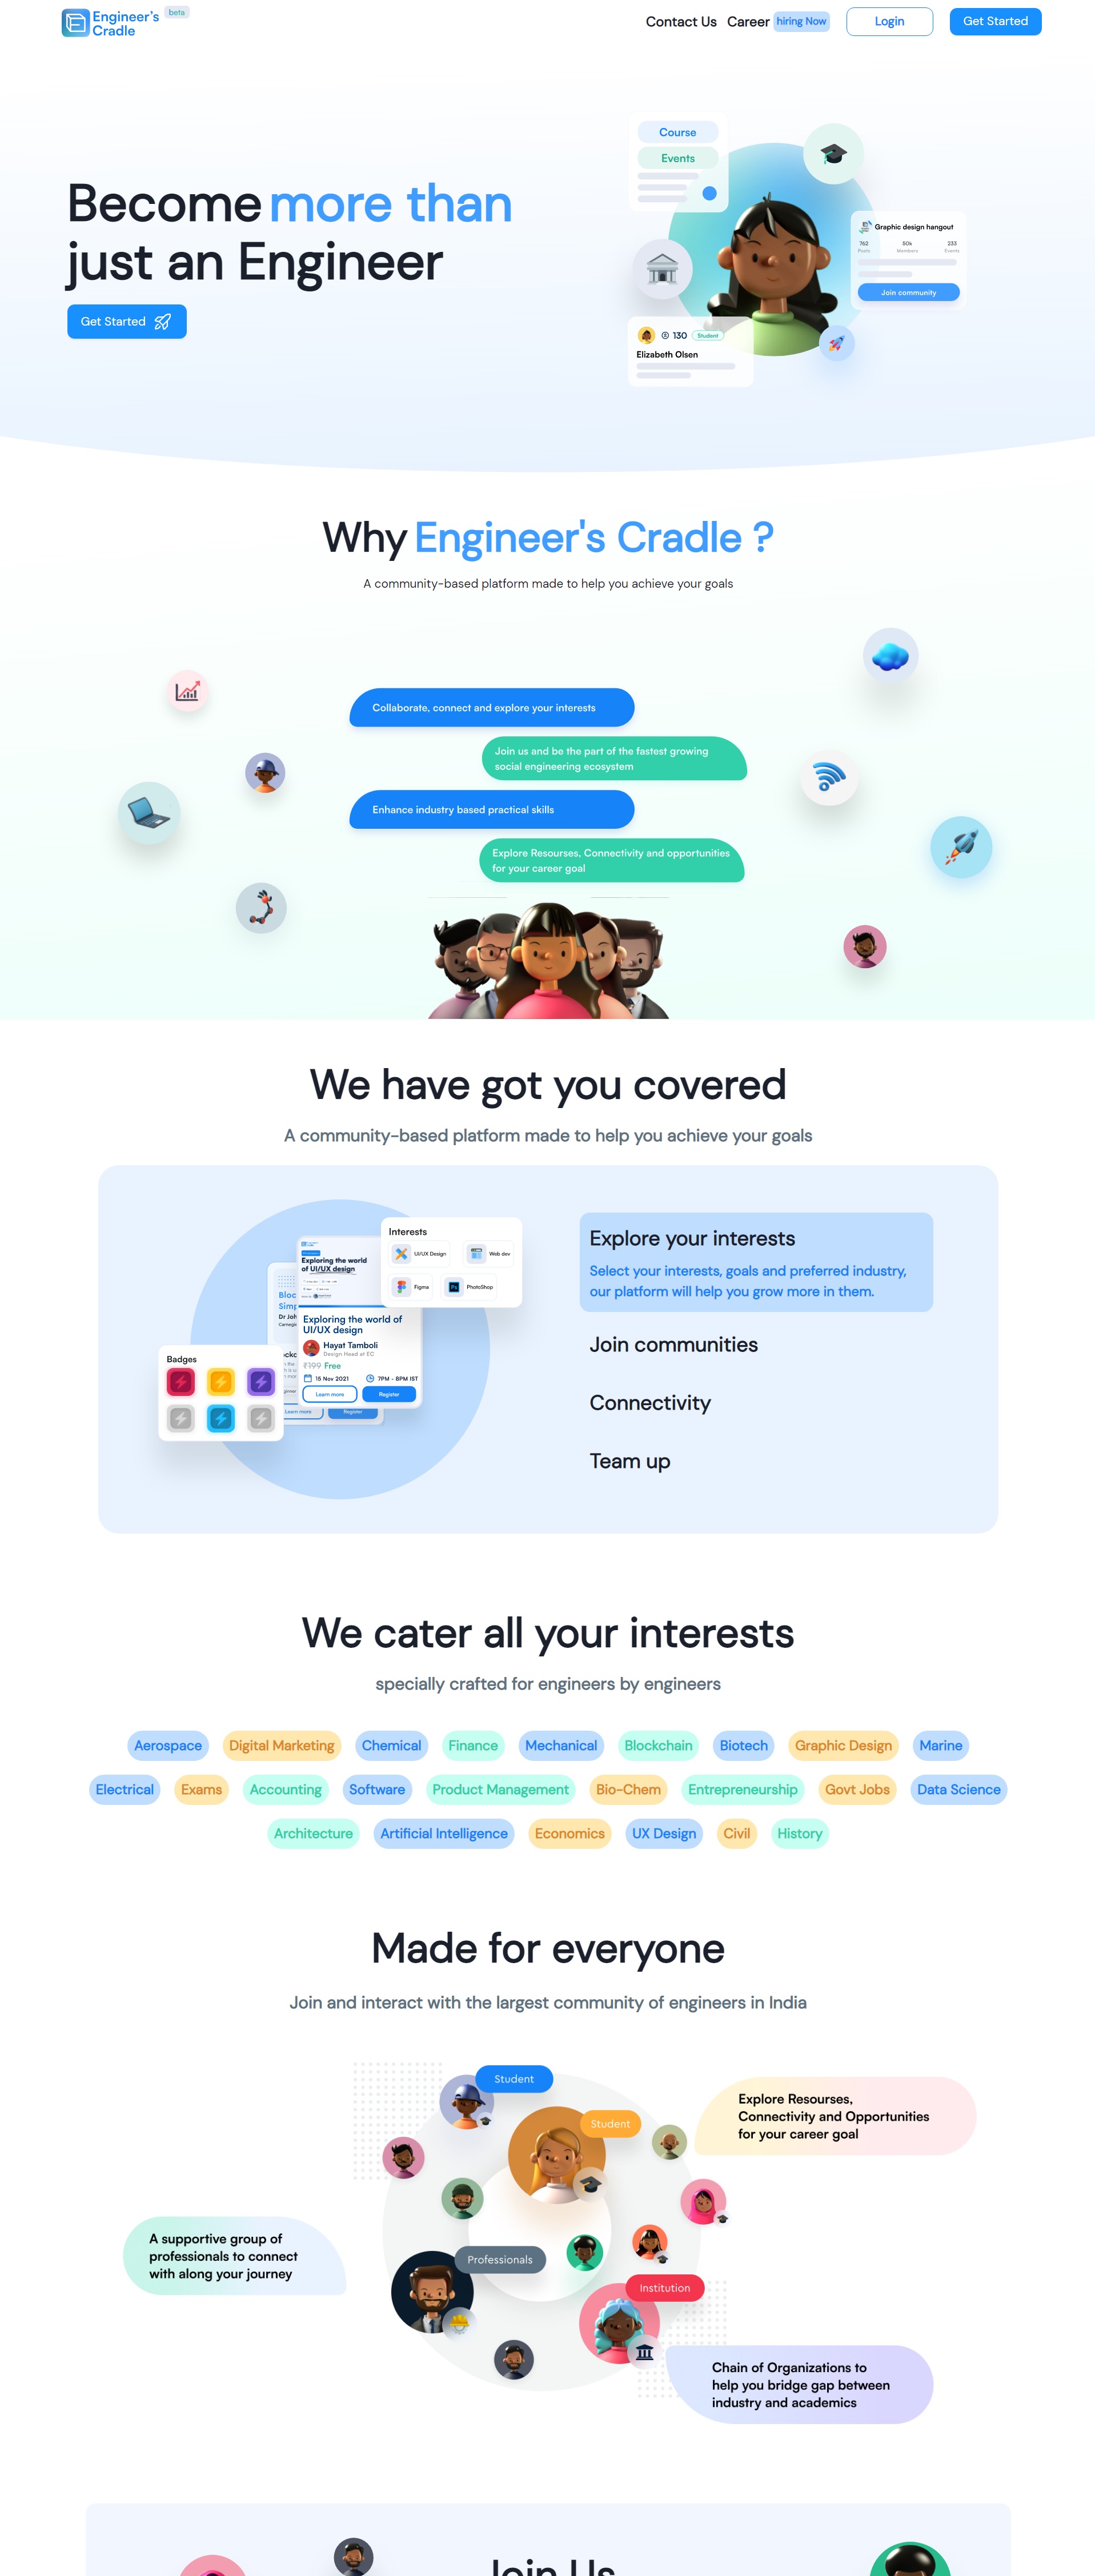 Engineer's
Cradle
beta
Contact Us
Career
hiring Now
Login
Get Started
Become more than
just an Engineer
Get Started
Course
Events
Graphic design hangout
762
50k
233
Posts
Members
Events
Join community
130
Student
Elizabeth Olsen
Why Engineer's Cradle ?
A community-based platform made to help you achieve your goals
Collaborate, connect and explore your interests
Join us and be the part of the fastest growing
social engineering ecosystem
Enhance industry based practical skills
Explore Resourses, Connectivity and opportunities
for your career goal
We have got you covered
A community-based platform made to help you achieve your goals
Interests
UI/UX Design
Web dev
Figma
PhotoShop
Exploring the world
of UI/UX design
Exploring the world of
UI/UX design
Hayat Tamboli
Design Head at EC
₹199 Free
15 Nov 2021
7PM - 8PM IST
Learn more
Register
Badges
Learn more
Register
Explore your interests
Select your interests, goals and preferred industry,
our platform will help you grow more in them.
Join communities
Connectivity
Team up
We cater all your interests
specially crafted for engineers by engineers
Aerospace
Digital Marketing
Chemical
Finance
Mechanical
Blockchain
Biotech
Graphic Design
Marine
Electrical
Exams
Accounting
Software
Product Management
Bio-Chem
Entrepreneurship
Govt Jobs
Data Science
Architecture
Artificial Intelligence
Economics
UX Design
Civil
History
Made for everyone
Join and interact with the largest community of engineers in India
Student
Student
Explore Resourses,
Connectivity and Opportunities
for your career goal
A supportive group of
professionals to connect
with along your journey
Professionals
Institution
Chain of Organizations to
help you bridge gap between
industry and academics
Join Us